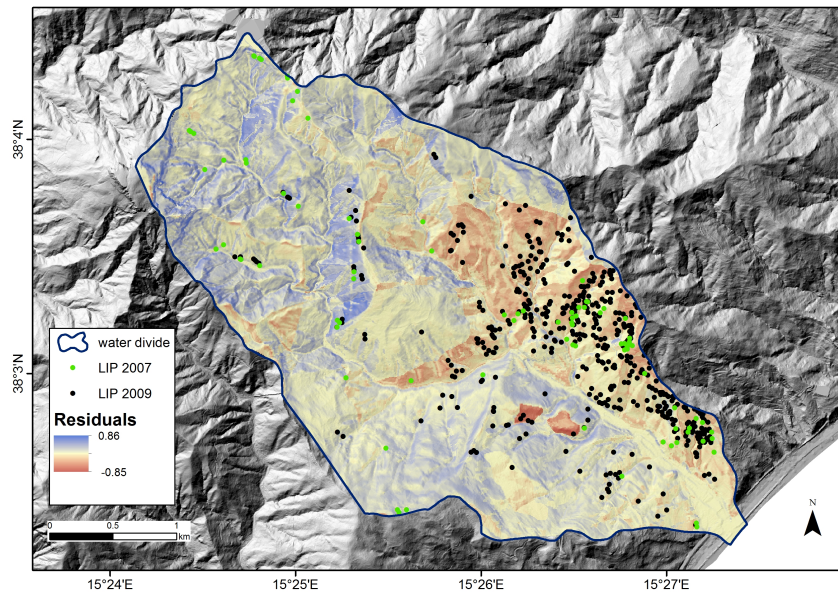 38°4'N
38°3'N
water divide
LIP 2007
LIP 2009
Residuals
0.86
-0.85
0 0.5 1
km
N
15°24'E 15°25'E 15°26'E 15°27'E